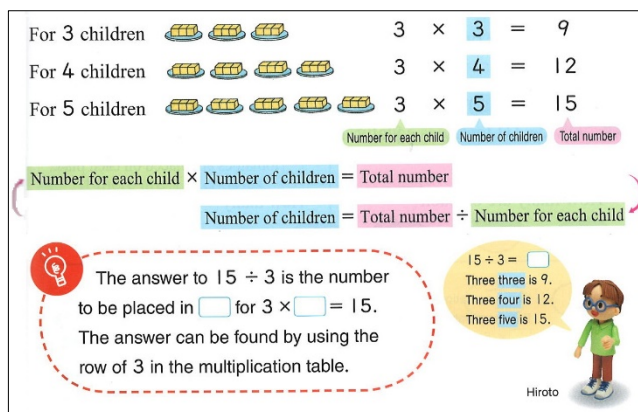 For 3 children 3 × 3 = 9
For 4 children 3 × 4 = 12
For 5 children 3 × 5 = 15
Number for each child Number of children Total number
Number for each child × Number of children = Total number
Number of children = Total number ÷ Number for each child
The answer to 15 ÷ 3 is the number
to be placed in □ for 3 × □ = 15.
The answer can be found by using the
row of 3 in the multiplication table.
15 ÷ 3 = □
Three three is 9.
Three four is 12.
Three five is 15.
Hiroto